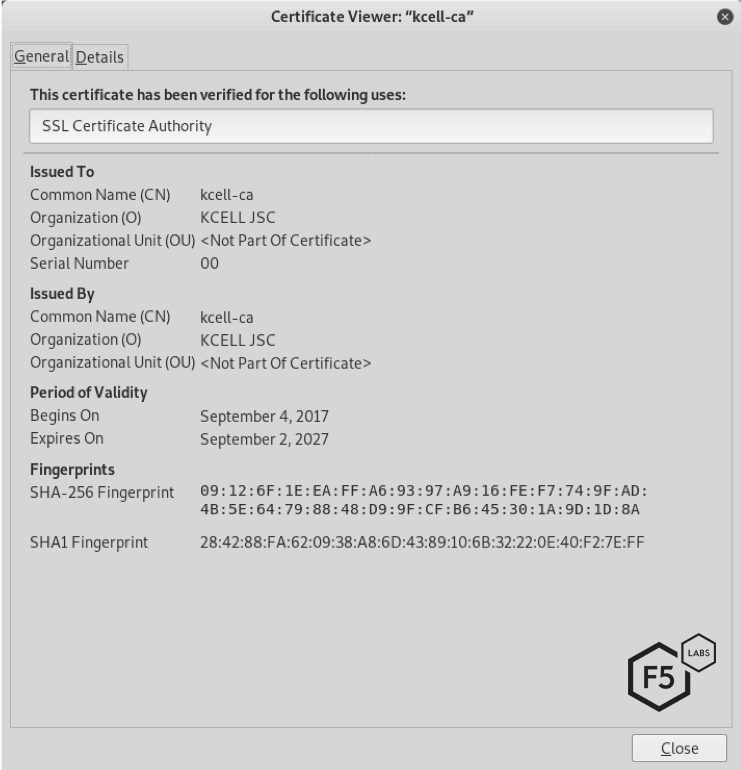 Certificate Viewer: “kcell-ca”
General Details
This certificate has been verified for the following uses:
SSL Certificate Authority
Issued To
Common Name (CN) kcell-ca
Organization (O) KCELL JSC
Organizational Unit (OU) <Not Part Of Certificate>
Serial Number 00
Issued By
Common Name (CN) kcell-ca
Organization (O) KCELL JSC
Organizational Unit (OU) <Not Part Of Certificate>
Period of Validity
Begins On September 4, 2017
Expires On September 2, 2027
Fingerprints
SHA-256 Fingerprint 09:12:6F:1E:EA:FF:A6:93:97:A9:16:FE:F7:74:9F:AD:
4B:5E:64:79:88:48:D9:9F:CF:B6:45:30:1A:9D:1D:8A
SHA1 Fingerprint 28:42:88:FA:62:09:38:A8:6D:43:89:10:6B:32:22:0E:40:F2:7E:FF
LABS
F5
Close